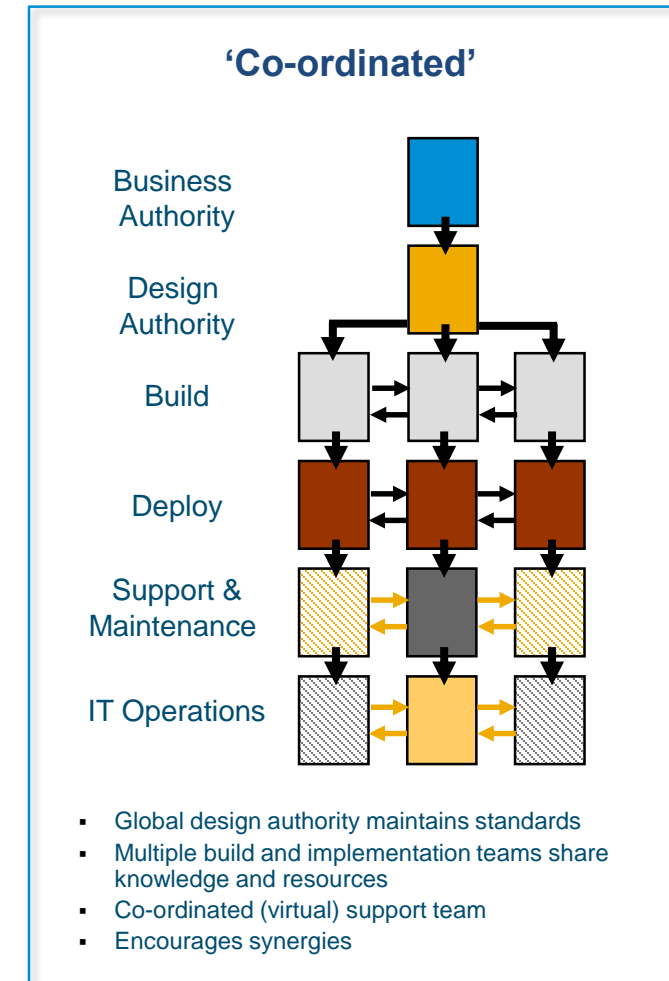 ‘Co-ordinated’
Business
Authority
Design
Authority
Build
Deploy
Support &
Maintenance
IT Operations
▪ Global design authority maintains standards
▪ Multiple build and implementation teams share
knowledge and resources
▪ Co-ordinated (virtual) support team
▪ Encourages synergies